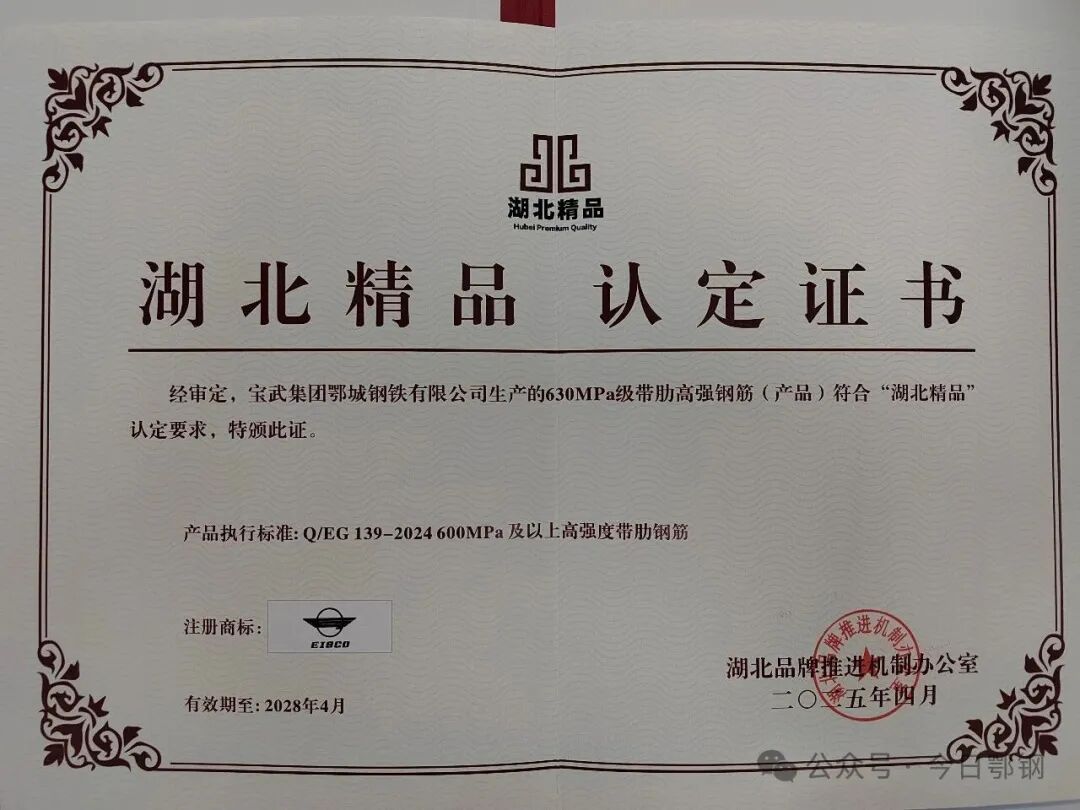 湖北精品
Hubei Premium Quality
湖北精品 认定证书
经审定，宝武集团鄂城钢铁有限公司生产的630MPa级带肋高强钢筋（产品）符合“湖北精品”
认定要求，特颁此证。
产品执行标准: Q/EG 139-2024 600MPa 及以上高强度带肋钢筋
注册商标:
EISCO
有效期至: 2028年4月
湖北品牌推进机制办公室
二〇二五年四月
公众号 · 今日鄂钢